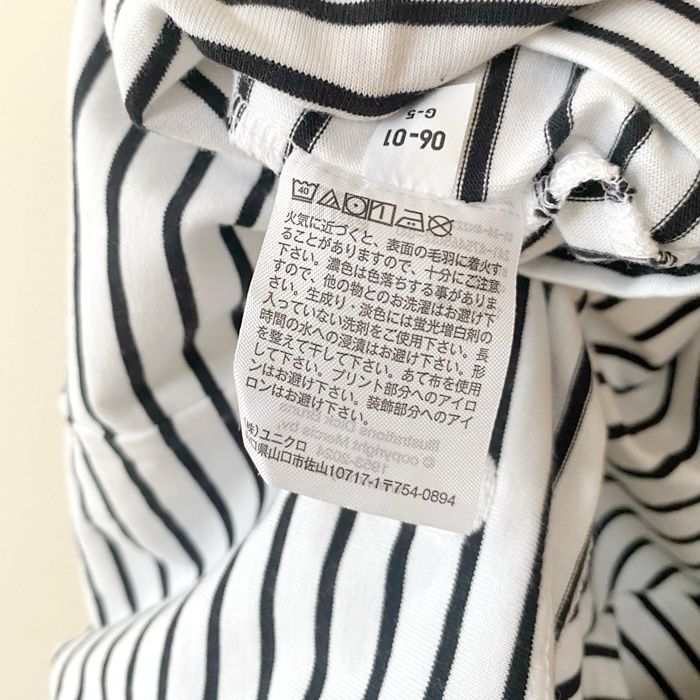 06-01
G-5
40
火気に近づくと、表面の毛羽に着火す
ることがありますので、十分にご注意
下さい。濃色は色落ちする事がありま
すので、他の物とのお洗濯はお避け下
さい。生成り・淡色には蛍光増白剤の
入っていない洗剤をご使用下さい。長
時間の水への浸漬はお避け下さい。形
を整えて干して下さい。あて布を使用
して下さい。プリント部分へのアイロ
ンはお避け下さい。装飾部分へのアイ
ロンはお避け下さい。
(株)ユニクロ
口県山口市佐山10717-1〒754-0894
Illustrations Dick Bruna
© copyright Mercis bv,
1953-2024